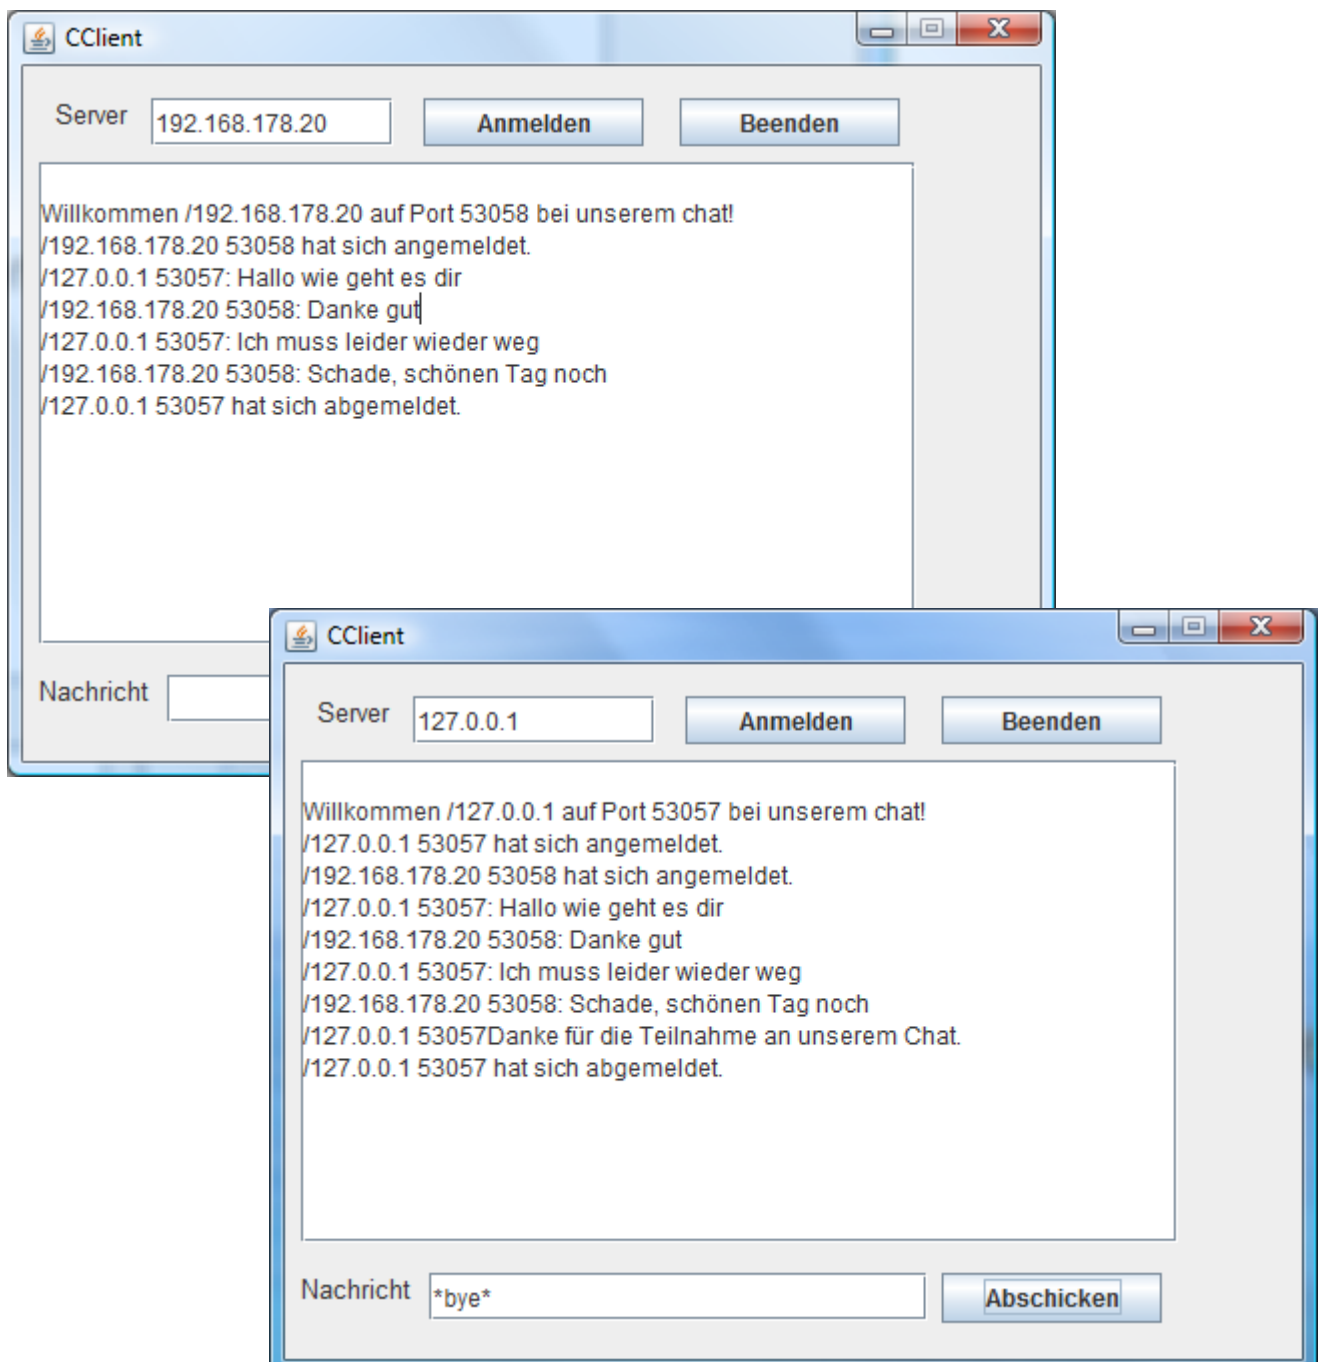 CClient
Server 192.168.178.20 Anmelden Beenden
Willkommen /192.168.178.20 auf Port 53058 bei unserem chat!
/192.168.178.20 53058 hat sich angemeldet.
/127.0.0.1 53057: Hallo wie geht es dir
/192.168.178.20 53058: Danke gut
/127.0.0.1 53057: Ich muss leider wieder weg
/192.168.178.20 53058: Schade, schönen Tag noch
/127.0.0.1 53057 hat sich abgemeldet.
Nachricht
CClient
Server 127.0.0.1 Anmelden Beenden
Willkommen /127.0.0.1 auf Port 53057 bei unserem chat!
/127.0.0.1 53057 hat sich angemeldet.
/192.168.178.20 53058 hat sich angemeldet.
/127.0.0.1 53057: Hallo wie geht es dir
/192.168.178.20 53058: Danke gut
/127.0.0.1 53057: Ich muss leider wieder weg
/192.168.178.20 53058: Schade, schönen Tag noch
/127.0.0.1 53057Danke für die Teilnahme an unserem Chat.
/127.0.0.1 53057 hat sich abgemeldet.
Nachricht *bye* Abschicken